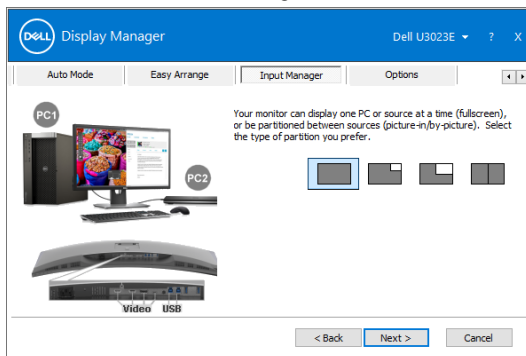 DELL Display Manager
Dell U3023E ? X
Auto Mode Easy Arrange Input Manager Options
PC1
PC2
Video USB
Your monitor can display one PC or source at a time (fullscreen),
or be partitioned between sources (picture-in/by-picture). Select
the type of partition you prefer.
< Back Next > Cancel